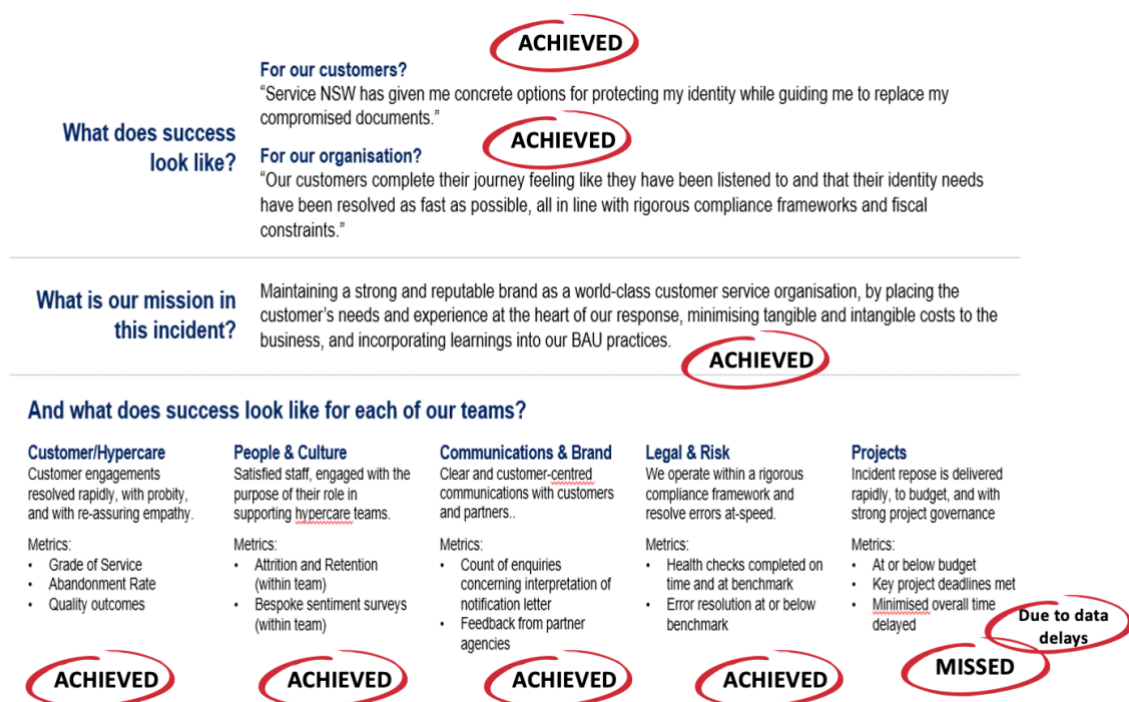 ACHIEVED
For our customers?
“Service NSW has given me concrete options for protecting my identity while guiding me to replace my
compromised documents.”
What does success
look like?
ACHIEVED
For our organisation?
“Our customers complete their journey feeling like they have been listened to and that their identity needs
have been resolved as fast as possible, all in line with rigorous compliance frameworks and fiscal
constraints.”
What is our mission in
this incident?
Maintaining a strong and reputable brand as a world-class customer service organisation, by placing the
customer’s needs and experience at the heart of our response, minimising tangible and intangible costs to the
business, and incorporating learnings into our BAU practices.
ACHIEVED
And what does success look like for each of our teams?
Customer/Hypercare
Customer engagements
resolved rapidly, with probity,
and with re-assuring empathy.
Metrics:
• Grade of Service
• Abandonment Rate
• Quality outcomes
ACHIEVED
People & Culture
Satisfied staff, engaged with the
purpose of their role in
supporting hypercare teams.
Metrics:
• Attrition and Retention
(within team)
• Bespoke sentiment surveys
(within team)
ACHIEVED
Communications & Brand
Clear and customer-centred
communications with customers
and partners..
Metrics:
• Count of enquiries
concerning interpretation of
notification letter
• Feedback from partner
agencies
ACHIEVED
Legal & Risk
We operate within a rigorous
compliance framework and
resolve errors at-speed.
Metrics:
• Health checks completed on
time and at benchmark
• Error resolution at or below
benchmark
ACHIEVED
Projects
Incident repose is delivered
rapidly, to budget, and with
strong project governance
Metrics:
• At or below budget
• Key project deadlines met
• Minimised overall time
delayed
Due to data
delays
MISSED